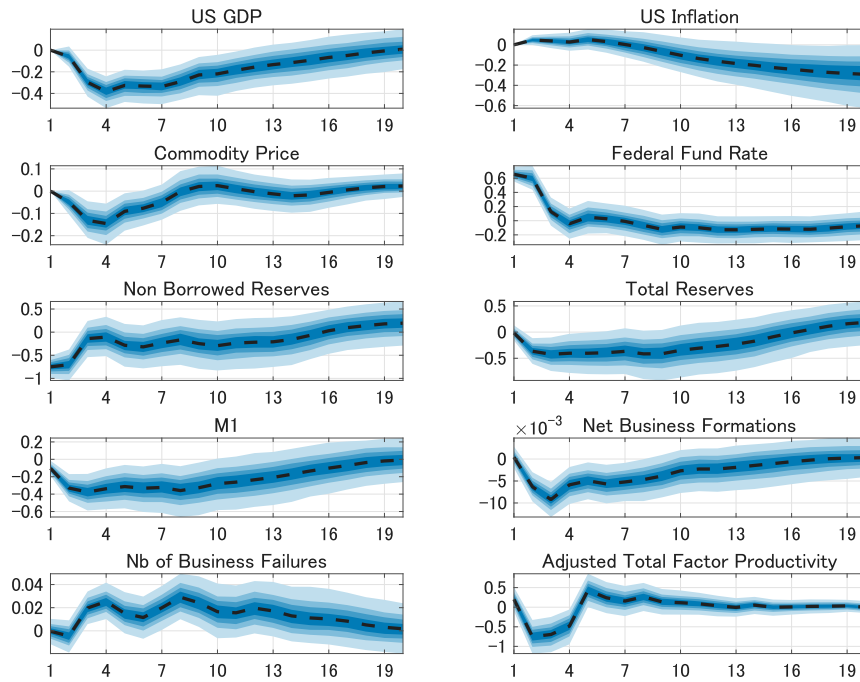 US GDP
0
−0.2
−0.4
1 4 7 10 13 16 19
US Inflation
0
−0.2
−0.4
−0.6
1 4 7 10 13 16 19
Commodity Price
0.1
0
−0.1
−0.2
1 4 7 10 13 16 19
Federal Fund Rate
0.6
0.4
0.2
0
−0.2
1 4 7 10 13 16 19
Non Borrowed Reserves
0.5
0
−0.5
−1
1 4 7 10 13 16 19
Total Reserves
0.5
0
−0.5
1 4 7 10 13 16 19
M1
0.2
0
−0.2
−0.4
−0.6
1 4 7 10 13 16 19
×10⁻³ Net Business Formations
0
−5
−10
1 4 7 10 13 16 19
Nb of Business Failures
0.04
0.02
0
1 4 7 10 13 16 19
Adjusted Total Factor Productivity
0.5
0
−0.5
−1
1 4 7 10 13 16 19